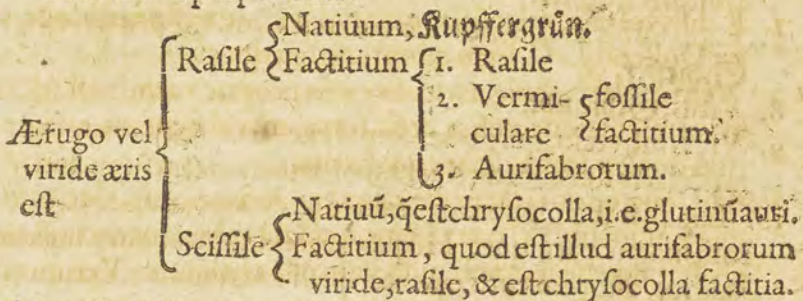 Natiuum, Kupffergrün.
Rasile Factitium 1. Rasile
2. Vermi- fossile
Ærugo vel culare factitium.
viride æris 3. Aurifabrorum.
est Natiuũ, q̃ est chrysocolla, i.e. glutinũ auri.
Scissile Factitium, quod est illud aurifabrorum
viride, rasile, & est chrysocolla factitia.